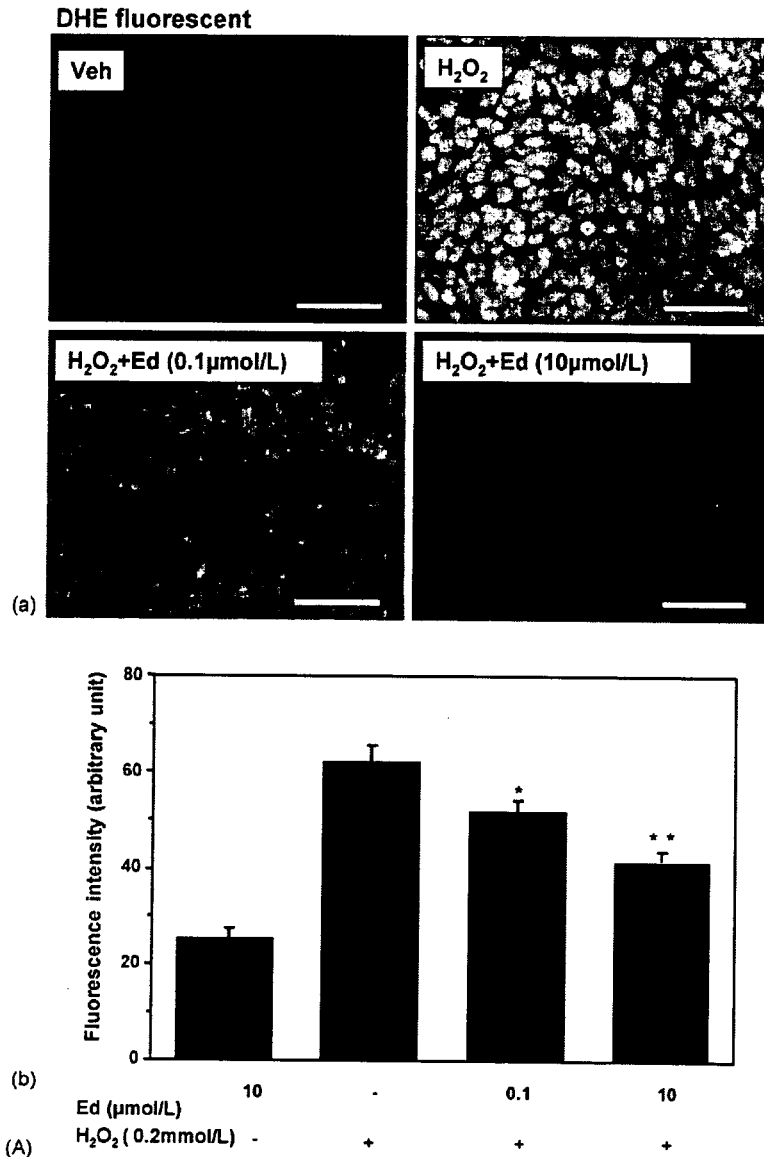 DHE fluorescent
Veh
H₂O₂
H₂O₂+Ed (0.1μmol/L)
H₂O₂+Ed (10μmol/L)
(a)
80
60
40
20
0
Fluorescence intensity (arbitrary unit)
*
**
(b)
10 - 0.1 10
Ed (μmol/L)
(A)
H₂O₂ ( 0.2mmol/L) - + + +